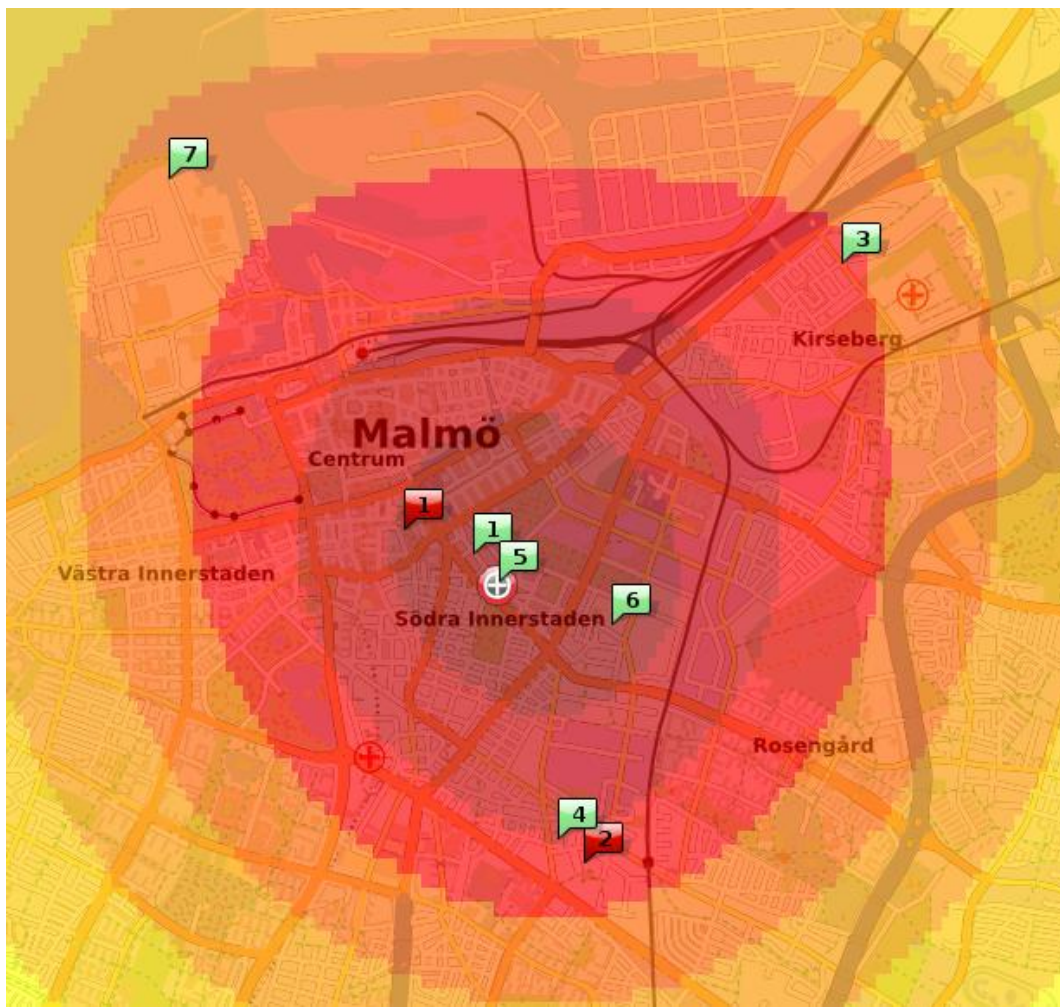 7
3
Kirseberg
Malmö
Centrum
1
1
5
Västra Innerstaden
6
Södra Innerstaden
Rosengård
4
2